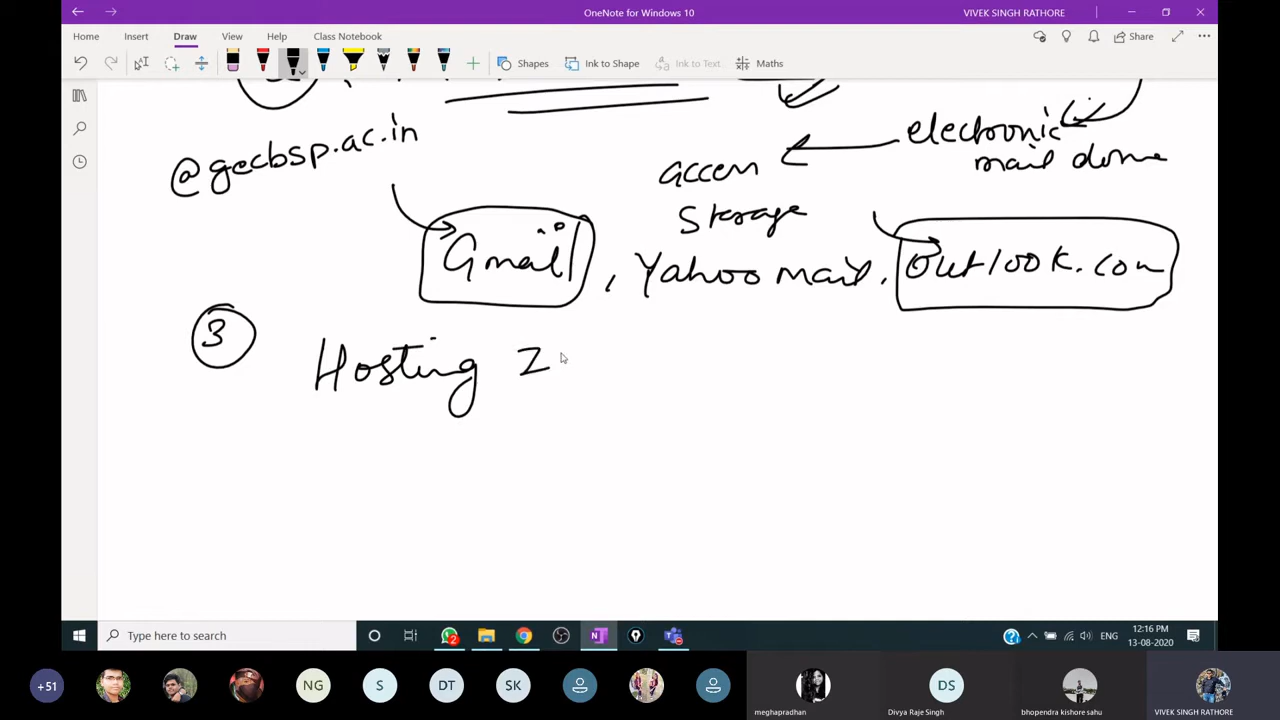 OneNote for Windows 10
VIVEK SINGH RATHORE
Home Insert Draw View Help Class Notebook
Share
Shapes Ink to Shape Ink to Text Maths
@gecbsp.ac.in
electronic
mail dome
accem
Storage
Gmail, Yahoo mail, Outlook.com
3
Hosting Z
Type here to search
2
ENG
12:16 PM
13-08-2020
+51 NG S DT SK DS
meghapradhan Divya Raje Singh bhopendra kishore sahu VIVEK SINGH RATHORE